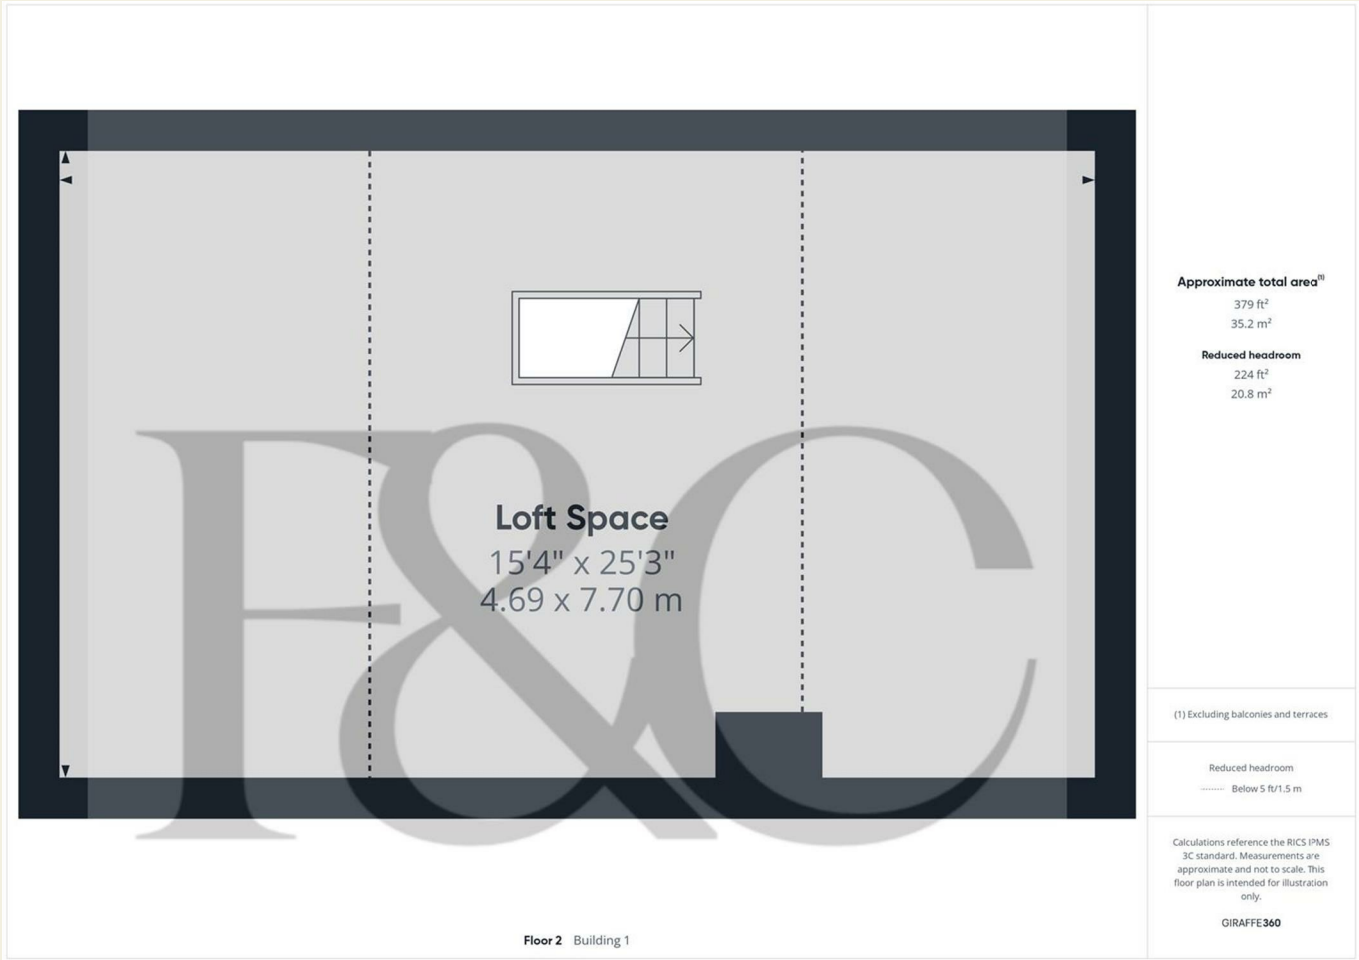 F&C
Loft Space
15'4" x 25'3"
4.69 x 7.70 m
Floor 2 Building 1
Approximate total area(1)
379 ft²
35.2 m²
Reduced headroom
224 ft²
20.8 m²
(1) Excluding balconies and terraces
Reduced headroom
Below 5 ft/1.5 m
Calculations reference the RICS IPMS
3C standard. Measurements are
approximate and not to scale. This
floor plan is intended for illustration
only.
GIRAFFE360